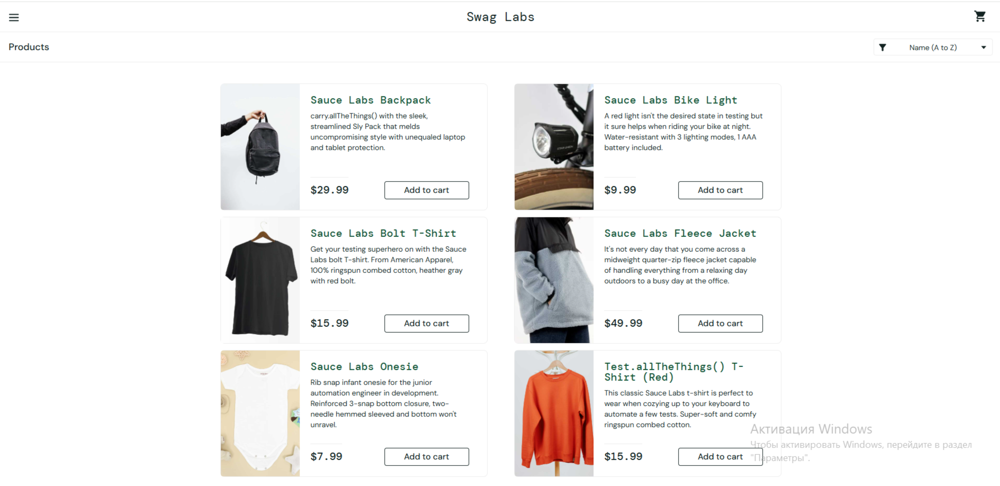 Swag Labs
Products
Name (A to Z)
Sauce Labs Backpack
carry.allTheThings() with the sleek,
streamlined Sly Pack that melds
uncompromising style with unequaled laptop
and tablet protection.
$29.99
Add to cart
Sauce Labs Bike Light
A red light isn't the desired state in testing but
it sure helps when riding your bike at night.
Water-resistant with 3 lighting modes, 1 AAA
battery included.
$9.99
Add to cart
Sauce Labs Bolt T-Shirt
Get your testing superhero on with the Sauce
Labs bolt T-shirt. From American Apparel,
100% ringspun combed cotton, heather gray
with red bolt.
$15.99
Add to cart
Sauce Labs Fleece Jacket
It's not every day that you come across a
midweight quarter-zip fleece jacket capable
of handling everything from a relaxing day
outdoors to a busy day at the office.
$49.99
Add to cart
Sauce Labs Onesie
Rib snap infant onesie for the junior
automation engineer in development.
Reinforced 3-snap bottom closure, two-
needle hemmed sleeved and bottom won't
unravel.
$7.99
Add to cart
Test.allTheThings() T-
Shirt (Red)
This classic Sauce Labs t-shirt is perfect to
wear when cozying up to your keyboard to
automate a few tests. Super-soft and comfy
ringspun combed cotton.
$15.99
Add to cart
Активация Windows
Чтобы активировать Windows, перейдите в раздел
"Параметры".